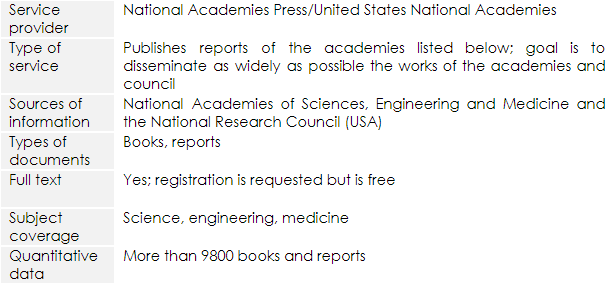 Service National Academies Press/United States National Academies
provider
Type of Publishes reports of the academies listed below; goal is to
service disseminate as widely as possible the works of the academies and
council
Sources of National Academies of Sciences, Engineering and Medicine and
information the National Research Council (USA)
Types of Books, reports
documents
Full text Yes; registration is requested but is free
Subject Science, engineering, medicine
coverage
Quantitative More than 9800 books and reports
data